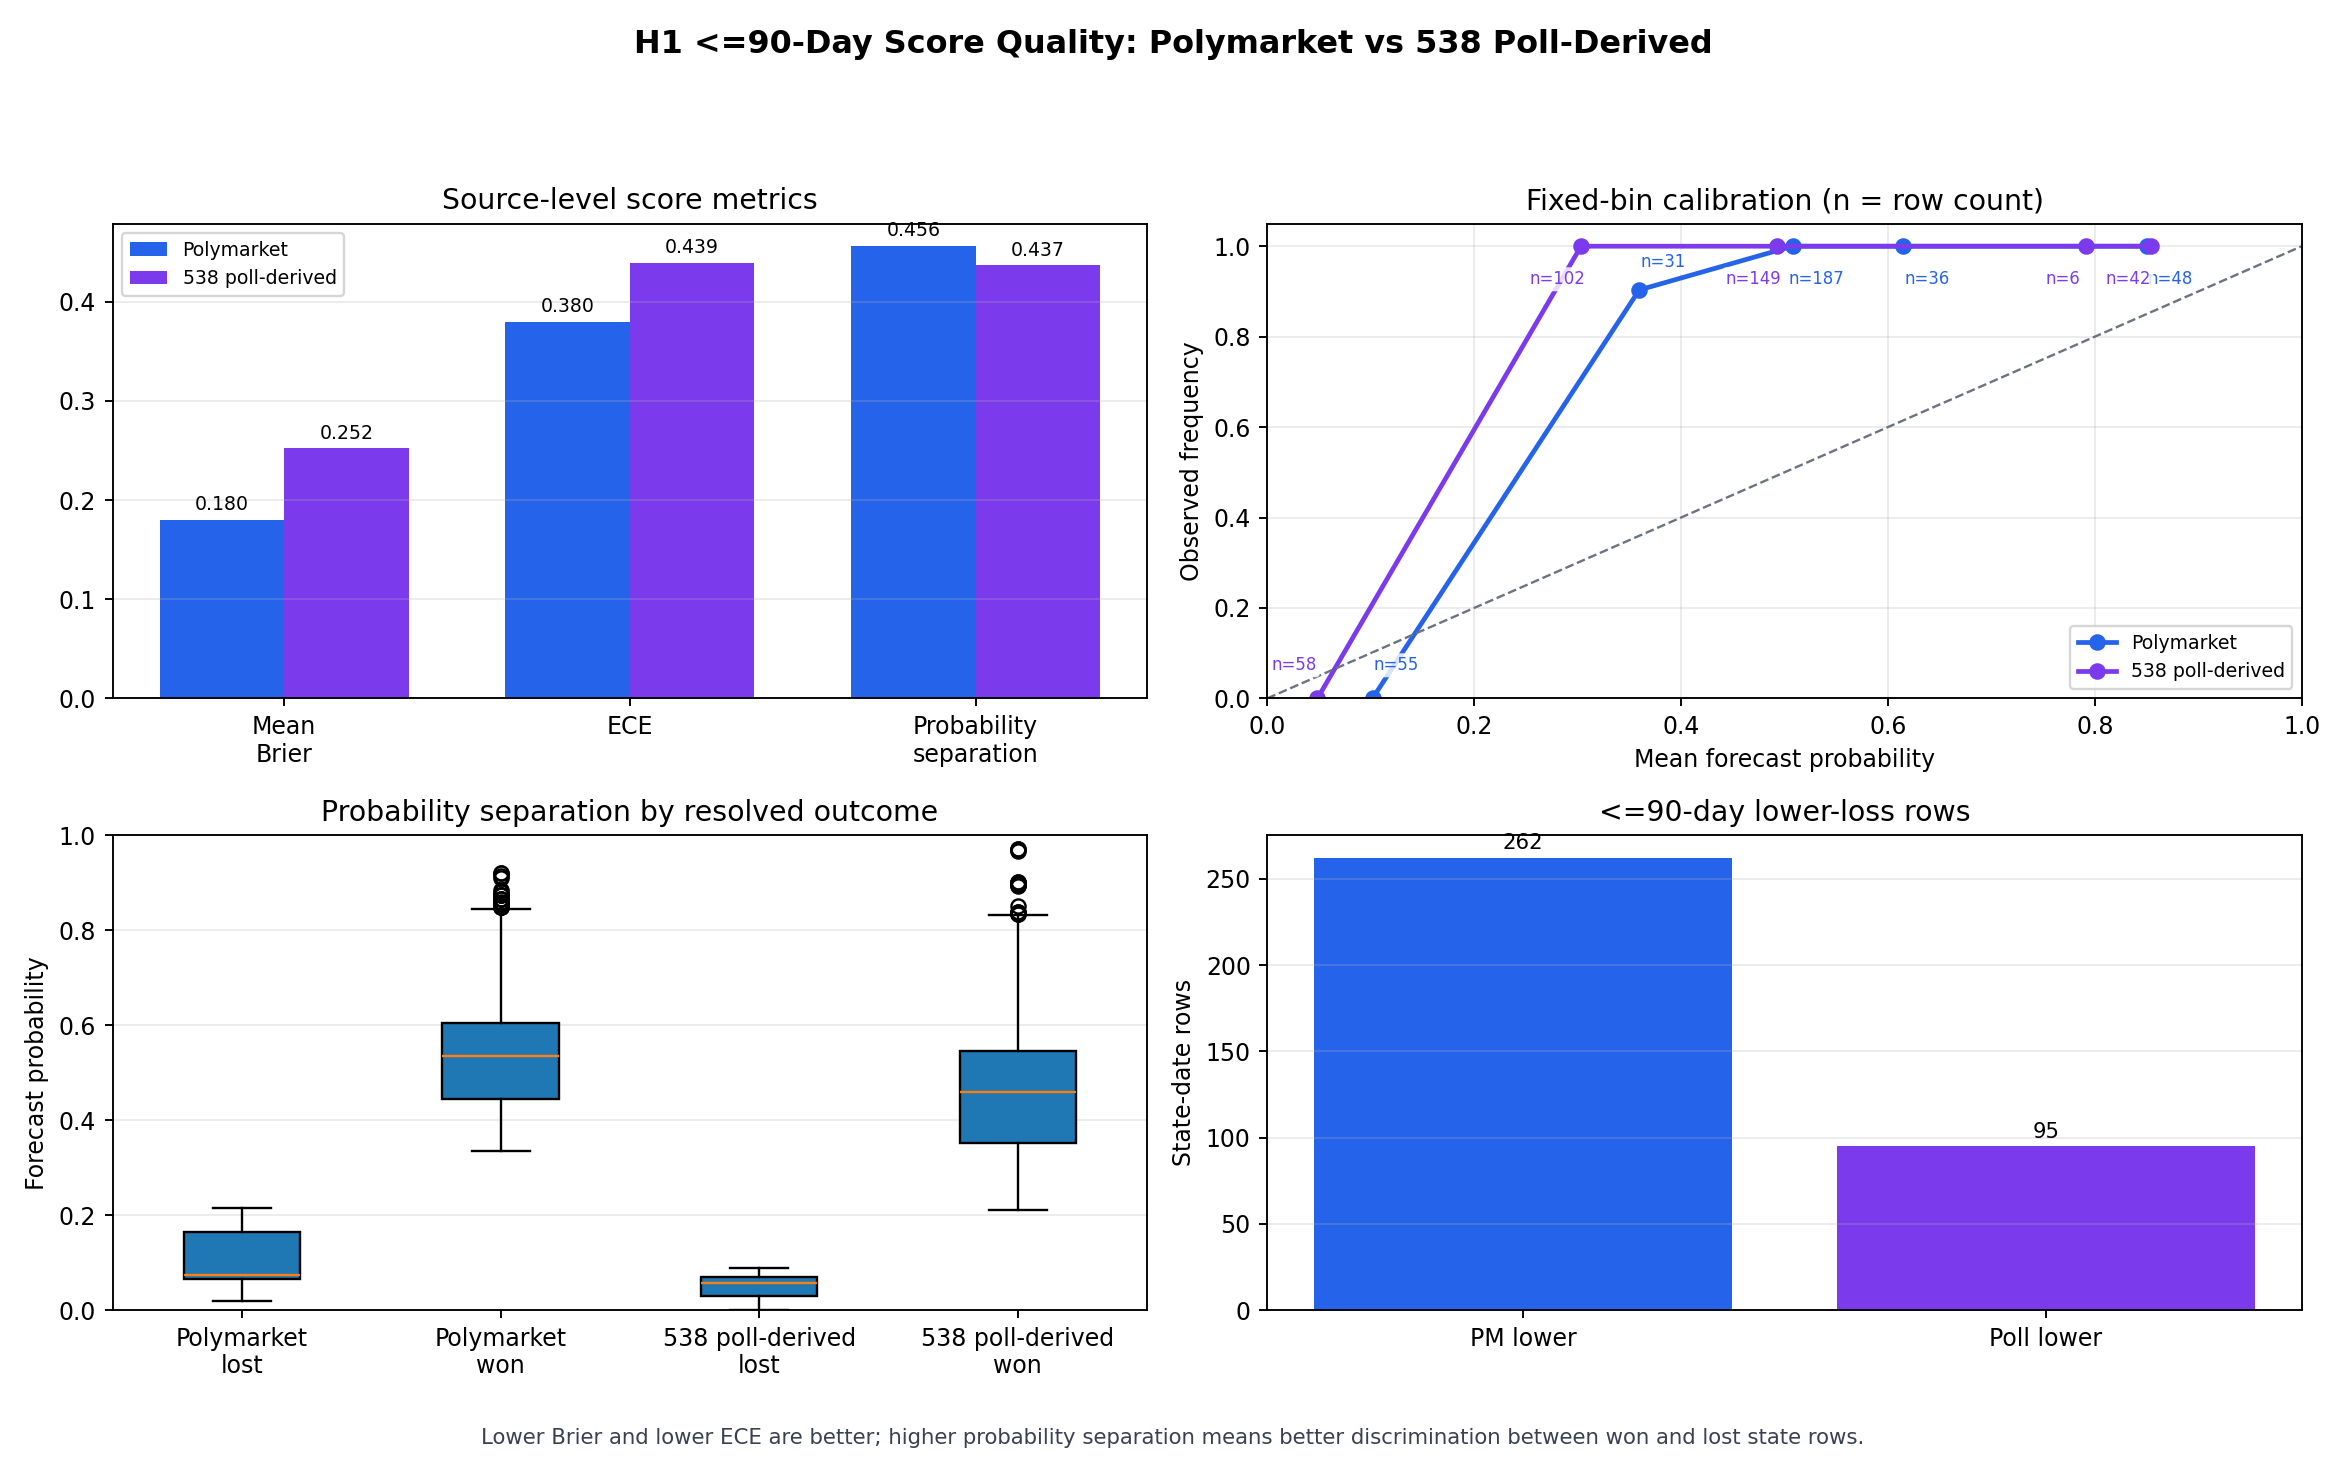 H1 <=90-Day Score Quality: Polymarket vs 538 Poll-Derived
Source-level score metrics
Polymarket
538 poll-derived
0.180
0.252
0.380
0.439
0.456
0.437
0.4
0.3
0.2
0.1
0.0
Mean
Brier
ECE
Probability
separation
Fixed-bin calibration (n = row count)
Observed frequency
1.0
0.8
0.6
0.4
0.2
0.0
n=102
n=31
n=149
n=187
n=36
n=6
n=42
n=48
n=58
n=55
Polymarket
538 poll-derived
0.0
0.2
0.4
0.6
0.8
1.0
Mean forecast probability
Probability separation by resolved outcome
Forecast probability
1.0
0.8
0.6
0.4
0.2
0.0
Polymarket
lost
Polymarket
won
538 poll-derived
lost
538 poll-derived
won
<=90-day lower-loss rows
State-date rows
250
200
150
100
50
0
262
95
PM lower
Poll lower
Lower Brier and lower ECE are better; higher probability separation means better discrimination between won and lost state rows.